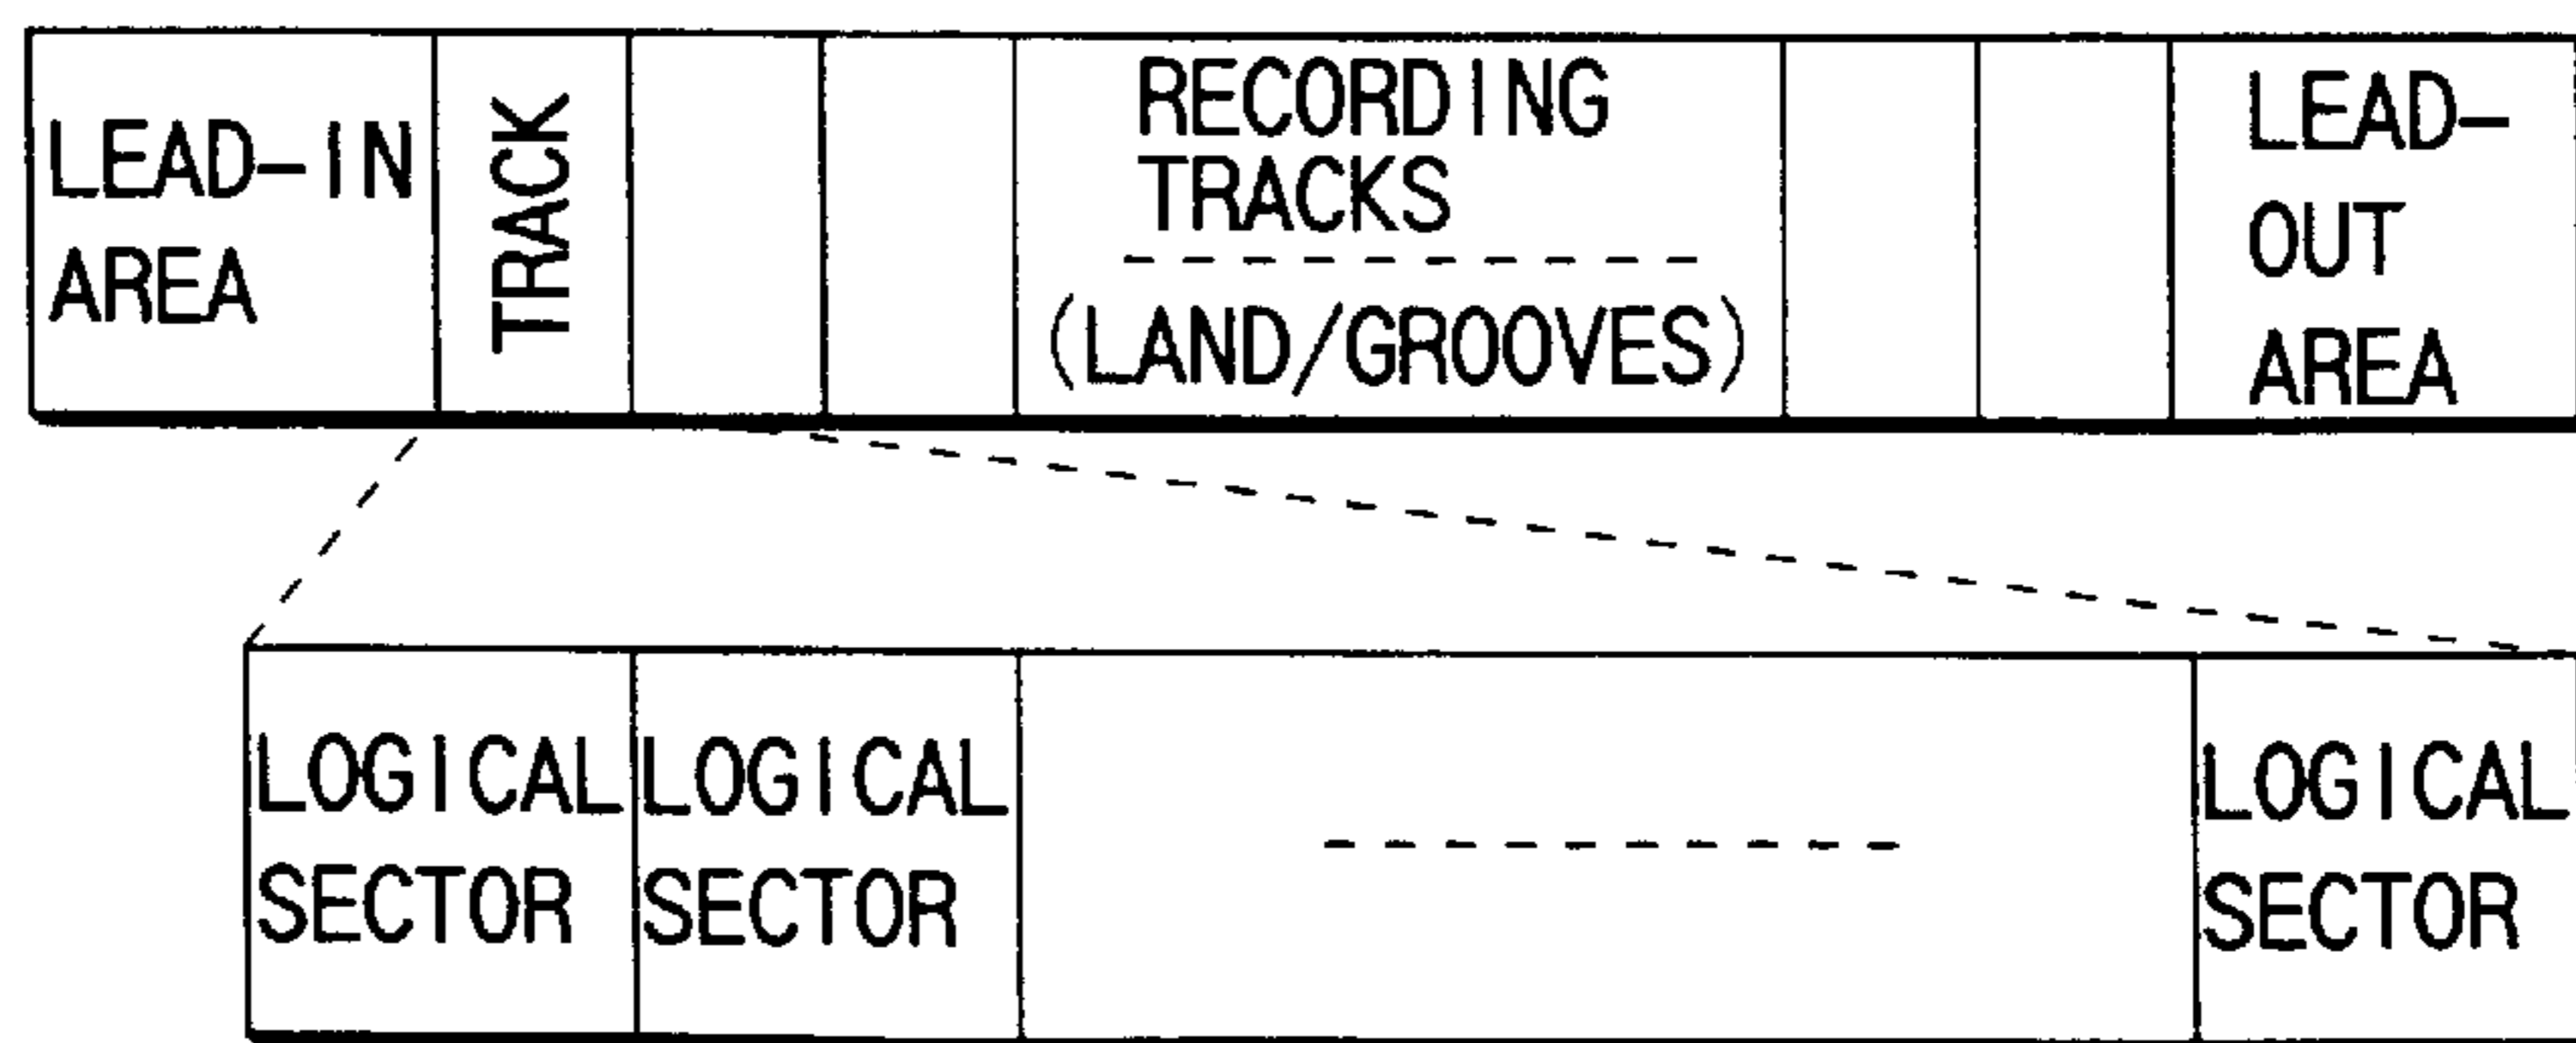 LEAD-IN
AREA
TRACK
RECORDING
TRACKS
(LAND/GROOVES)
LEAD-
OUT
AREA
LOGICAL
SECTOR
LOGICAL
SECTOR
LOGICAL
SECTOR